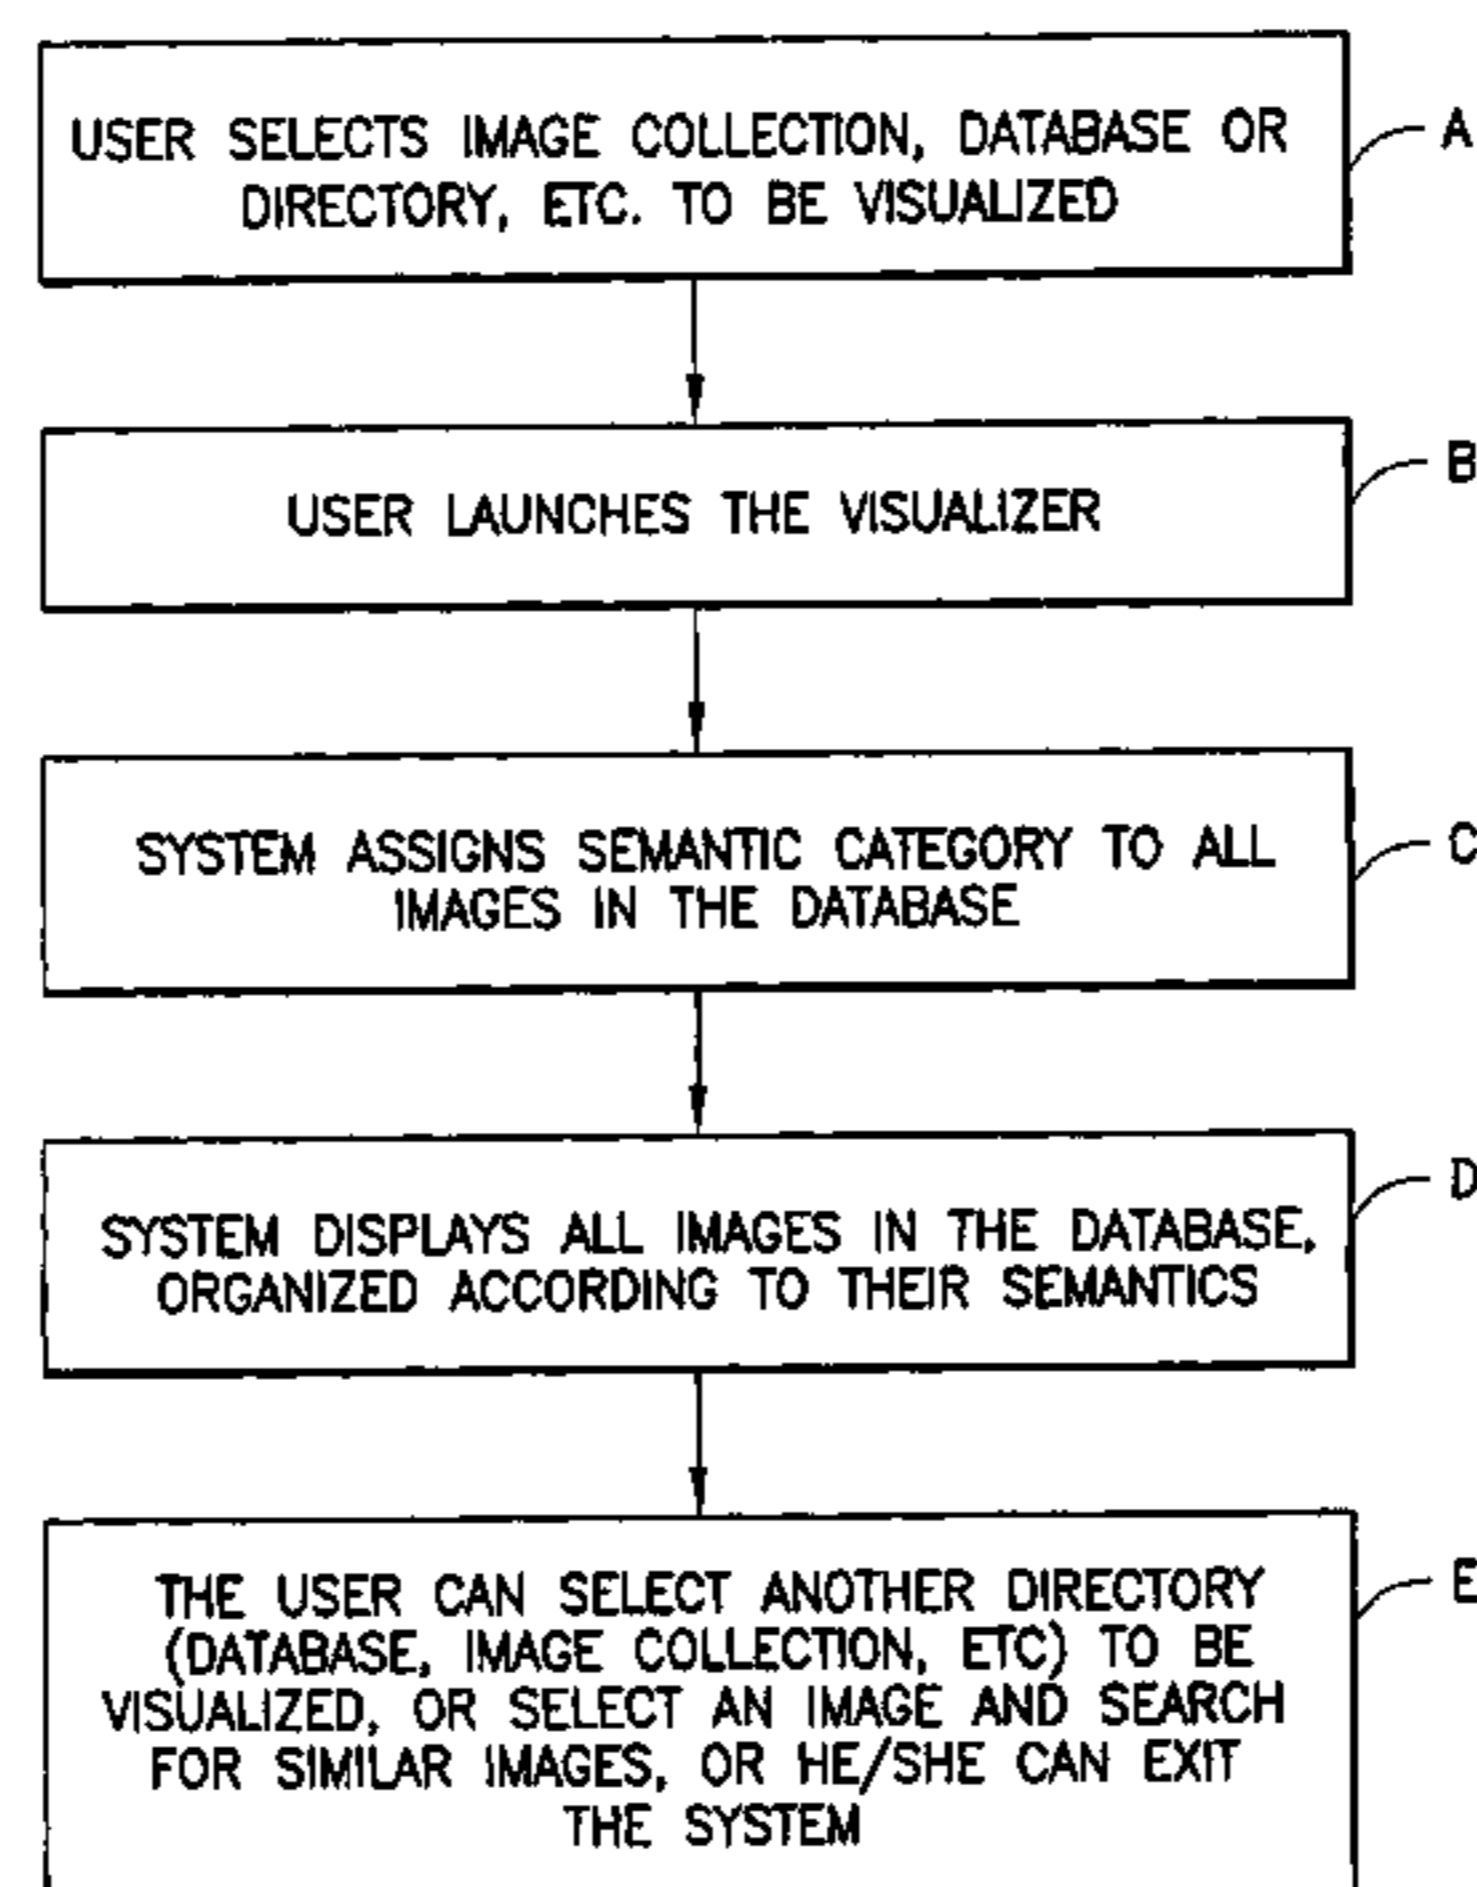 USER SELECTS IMAGE COLLECTION, DATABASE OR
DIRECTORY, ETC. TO BE VISUALIZED
A
USER LAUNCHES THE VISUALIZER
B
SYSTEM ASSIGNS SEMANTIC CATEGORY TO ALL
IMAGES IN THE DATABASE
C
SYSTEM DISPLAYS ALL IMAGES IN THE DATABASE,
ORGANIZED ACCORDING TO THEIR SEMANTICS
D
THE USER CAN SELECT ANOTHER DIRECTORY
(DATABASE, IMAGE COLLECTION, ETC) TO BE
VISUALIZED, OR SELECT AN IMAGE AND SEARCH
FOR SIMILAR IMAGES, OR HE/SHE CAN EXIT
THE SYSTEM
E